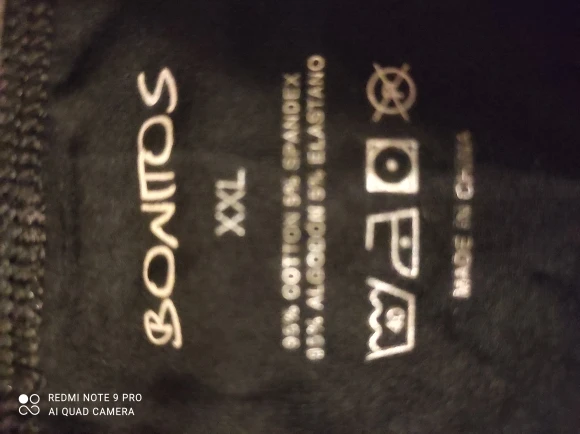 BONITOS
XXL
95% COTTON 5% SPANDEX
95% ALGODON 5% ELASTANO
40
MADE IN CHINA
REDMI NOTE 9 PRO
AI QUAD CAMERA